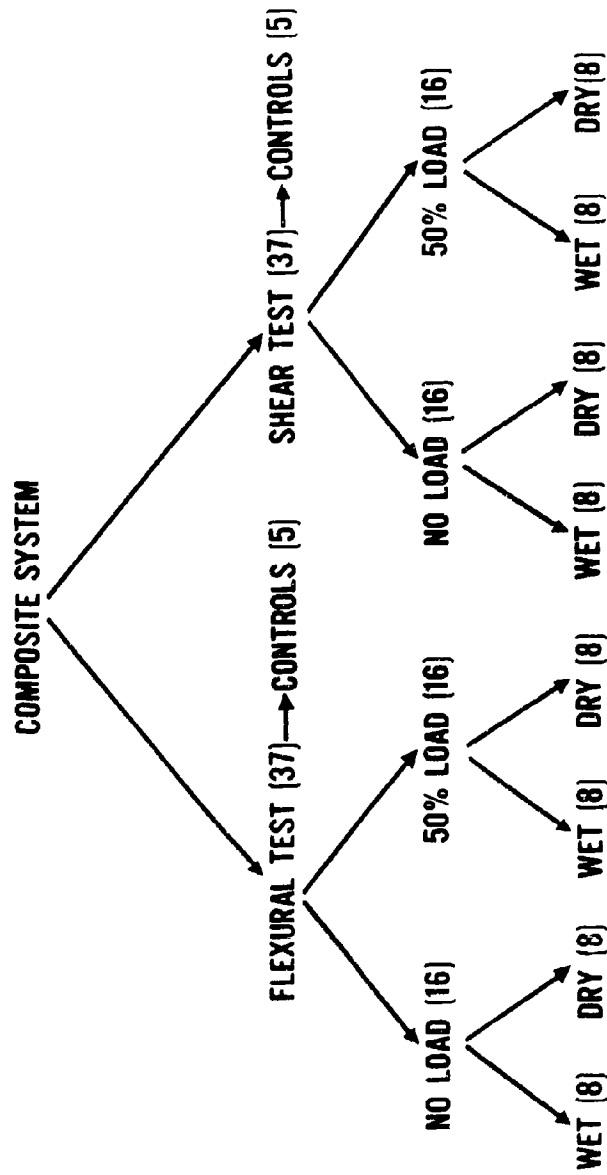 COMPOSITE SYSTEM
FLEXURAL TEST (37) CONTROLS (5) SHEAR TEST (37) CONTROLS (5)
NO LOAD (16) 50% LOAD (16) NO LOAD (16) 50% LOAD (16)
WET (8) DRY (8) WET (8) DRY (8) WET (8) DRY (8) WET (8) DRY(8)